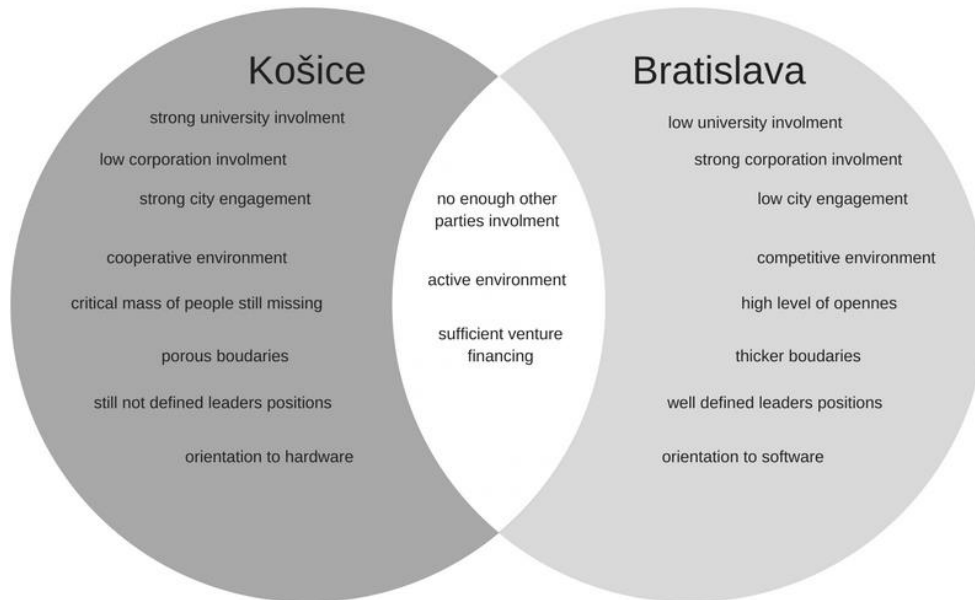 Košice
strong university involment
low corporation involment
strong city engagement
cooperative environment
critical mass of people still missing
porous boudaries
still not defined leaders positions
orientation to hardware
no enough other
parties involment
active environment
sufficient venture
financing
Bratislava
low university involment
strong corporation involment
low city engagement
competitive environment
high level of opennes
thicker boudaries
well defined leaders positions
orientation to software